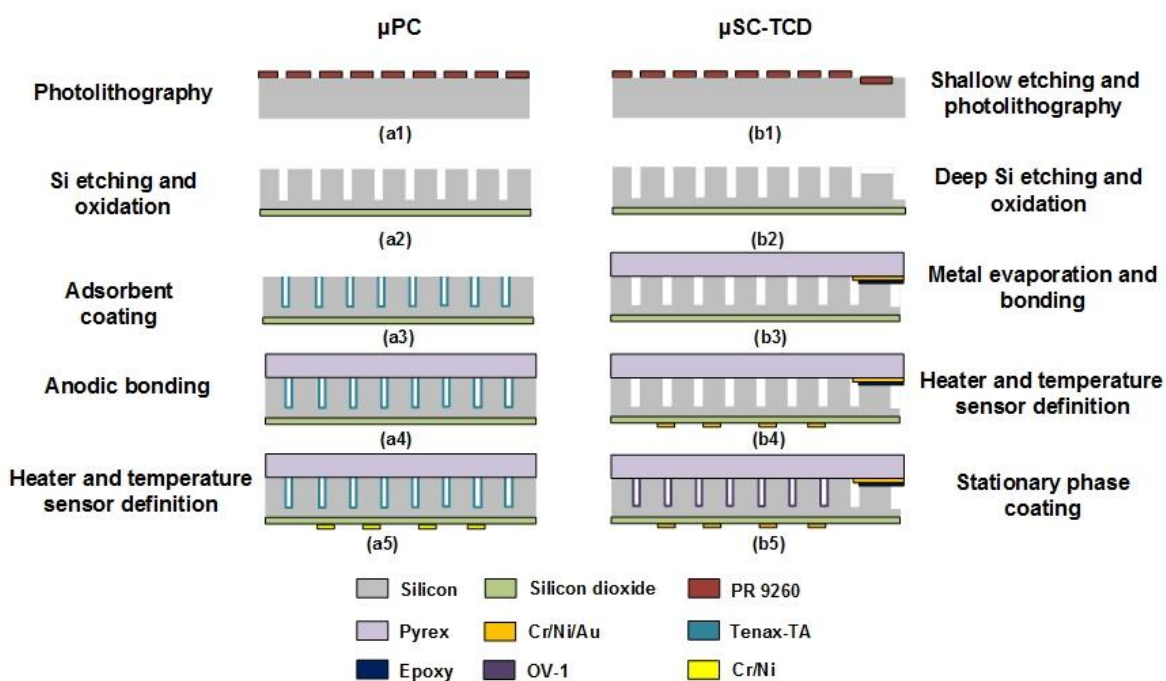 µPC
µSC-TCD
Photolithography
(a1)
(b1)
Shallow etching and
photolithography
Si etching and
oxidation
(a2)
(b2)
Deep Si etching and
oxidation
Adsorbent
coating
(a3)
(b3)
Metal evaporation and
bonding
Anodic bonding
(a4)
(b4)
Heater and temperature
sensor definition
Heater and temperature
sensor definition
(a5)
(b5)
Stationary phase
coating
Silicon
Silicon dioxide
PR 9260
Pyrex
Cr/Ni/Au
Tenax-TA
Epoxy
OV-1
Cr/Ni